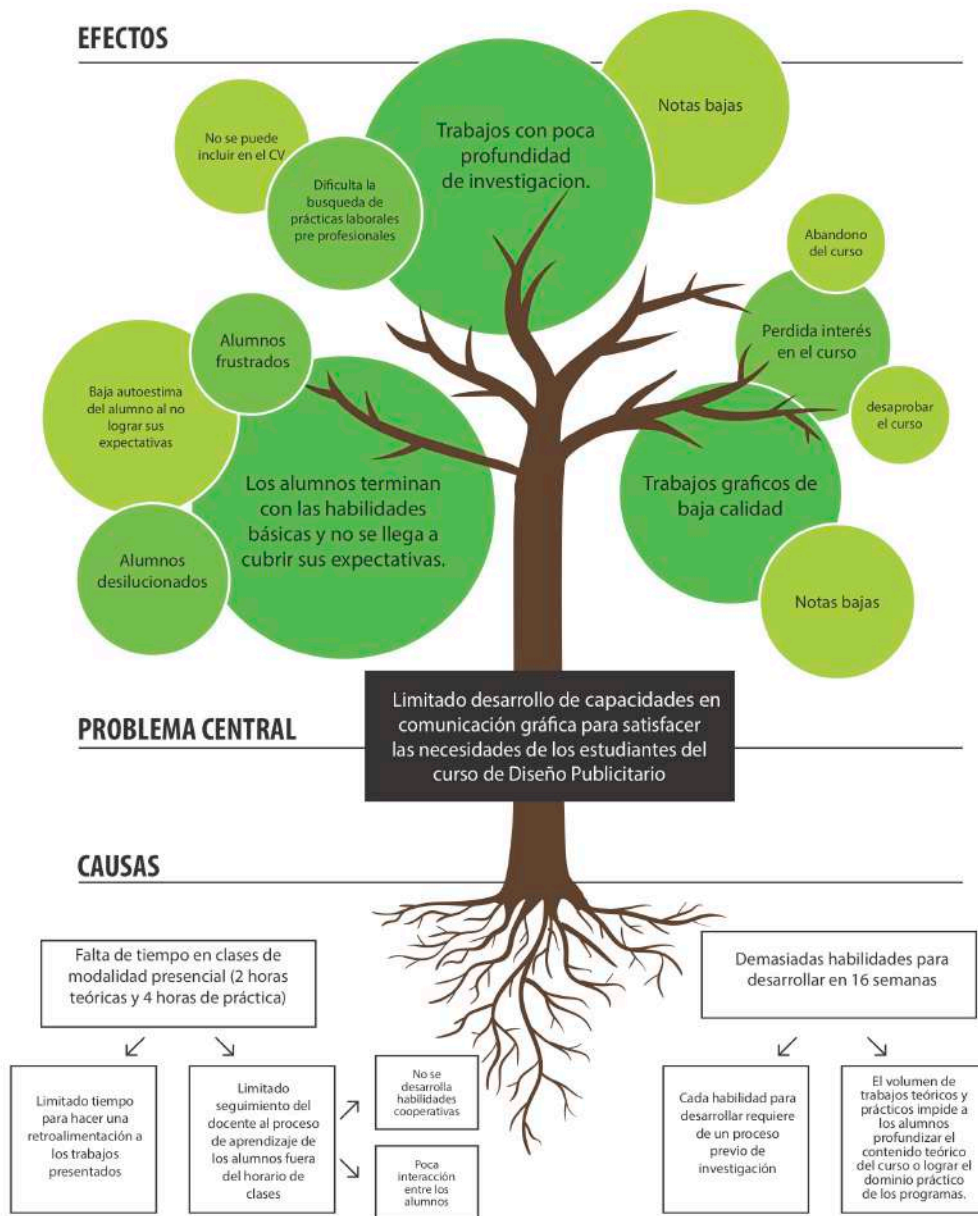 EFECTOS
Notas bajas
Trabajos con poca
profundidad
de investigacion.
No se puede
incluir en el CV
Dificulta la
busqueda de
prácticas laborales
pre profesionales
Abandono
del curso
Perdida interés
en el curso
desaprobar
el curso
Alumnos
frustrados
Baja autoestima
del alumno al no
lograr sus
expectativas
Los alumnos terminan
con las habilidades
básicas y no se llega a
cubrir sus expectativas.
Alumnos
desilucionados
Trabajos graficos de
baja calidad
Notas bajas
PROBLEMA CENTRAL
Limitado desarrollo de capacidades en
comunicación gráfica para satisfacer
las necesidades de los estudiantes del
curso de Diseño Publicitario
CAUSAS
Falta de tiempo en clases de
modalidad presencial (2 horas
teóricas y 4 horas de práctica)
Demasiadas habilidades para
desarrollar en 16 semanas
Limitado tiempo
para hacer una
retroalimentación a
los trabajos
presentados
Limitado
seguimiento del
docente al proceso
de aprendizaje de
los alumnos fuera
del horario de
clases
No se
desarrolla
habilidades
cooperativas
Poca
interacción
entre los
alumnos
Cada habilidad para
desarrollar requiere
de un proceso
previo de
investigación
El volumen de
trabajos teóricos y
prácticos impide a
los alumnos
profundizar el
contenido teórico
del curso o lograr el
dominio práctico
de los programas.